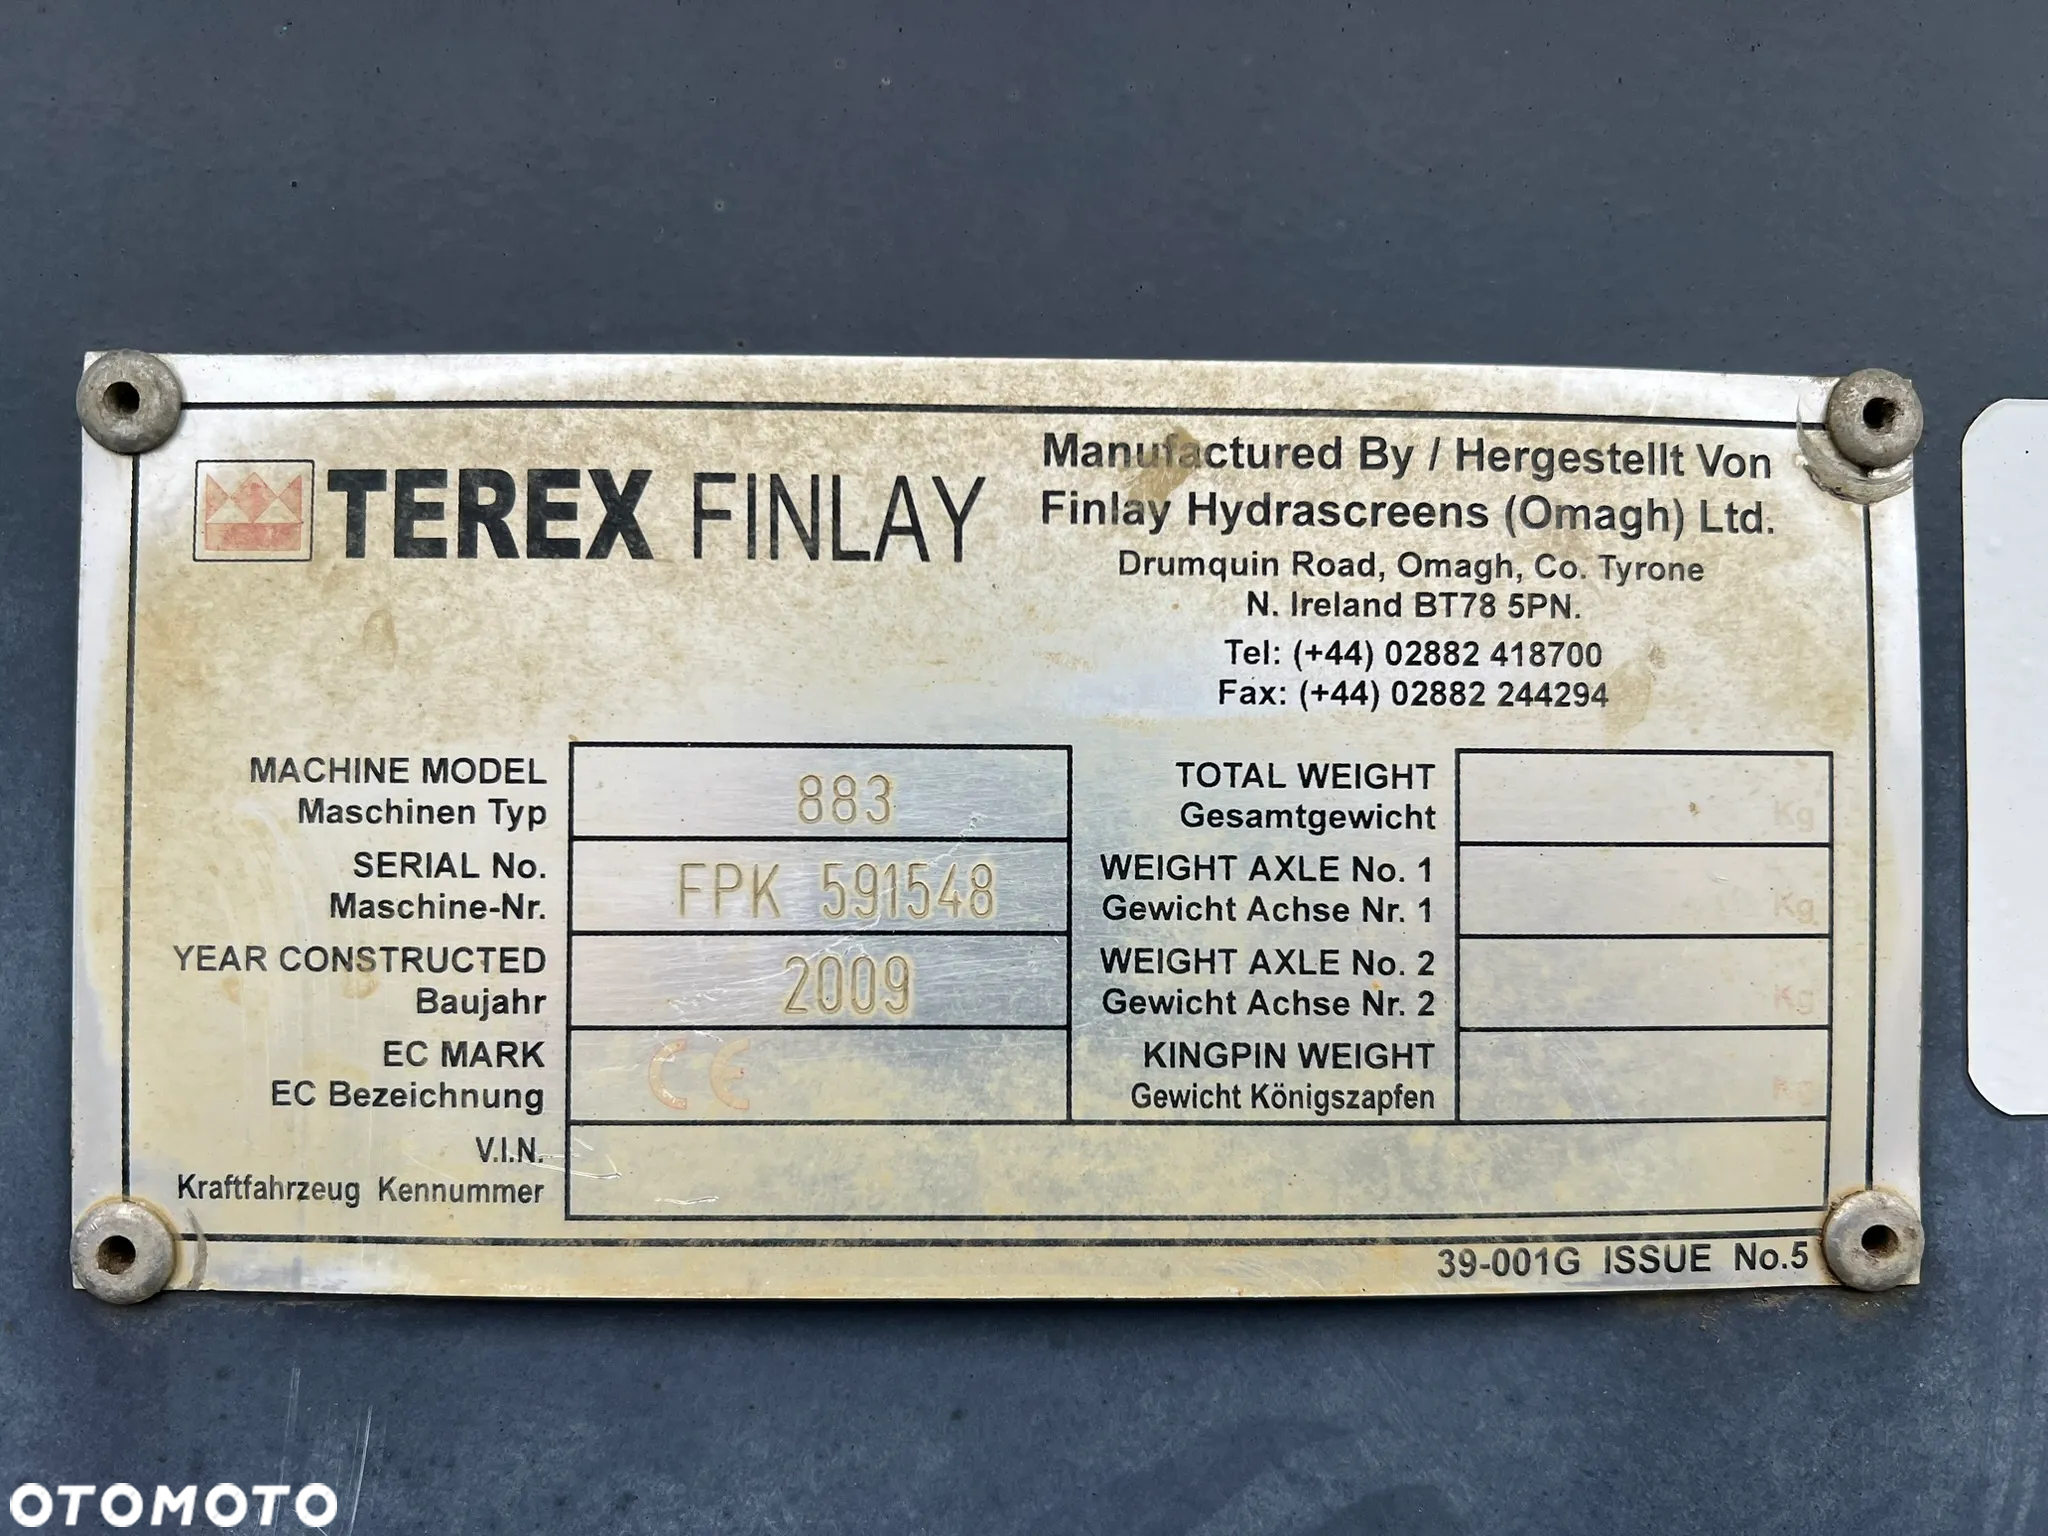 TEREX FINLAY
Manufactured By / Hergestellt Von
Finlay Hydrascreens (Omagh) Ltd.
Drumquin Road, Omagh, Co. Tyrone
N. Ireland BT78 5PN.
Tel: (+44) 02882 418700
Fax: (+44) 02882 244294
MACHINE MODEL
Maschinen Typ
883
SERIAL No.
Maschine-Nr.
FPK 591548
YEAR CONSTRUCTED
Baujahr
2009
EC MARK
EC Bezeichnung
CE
TOTAL WEIGHT
Gesamtgewicht
Kg
WEIGHT AXLE No. 1
Gewicht Achse Nr. 1
Kg
WEIGHT AXLE No. 2
Gewicht Achse Nr. 2
Kg
KINGPIN WEIGHT
Gewicht Königszapfen
Kg
V.I.N.
Kraftfahrzeug Kennummer
39-001G ISSUE No.5
OTOMOTO